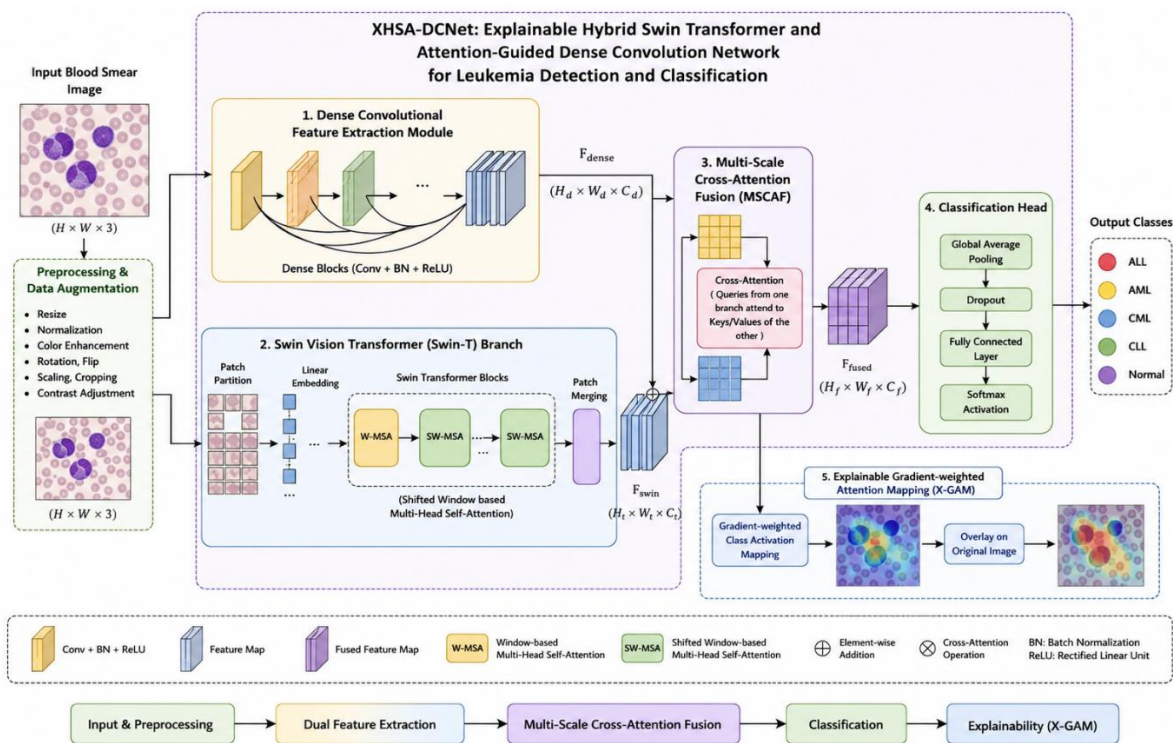 XHSA-DCNet: Explainable Hybrid Swin Transformer and
Attention-Guided Dense Convolution Network
for Leukemia Detection and Classification
Input Blood Smear
Image
(H × W × 3)
Preprocessing &
Data Augmentation
• Resize
• Normalization
• Color Enhancement
• Rotation, Flip
• Scaling, Cropping
• Contrast Adjustment
(H × W × 3)
1. Dense Convolutional
Feature Extraction Module
...
Dense Blocks (Conv + BN + ReLU)
F_dense
(H_d × W_d × C_d)
2. Swin Vision Transformer (Swin-T) Branch
Patch
Partition
Linear
Embedding
...
Swin Transformer Blocks
W-MSA
SW-MSA
SW-MSA
(Shifted Window based
Multi-Head Self-Attention)
Patch
Merging
F_swin
(H_t × W_t × C_t)
3. Multi-Scale
Cross-Attention
Fusion (MSCAF)
Cross-Attention
( Queries from one
branch attend to
Keys/Values of the
other )
F_fused
(H_f × W_f × C_f)
4. Classification Head
Global Average
Pooling
Dropout
Fully Connected
Layer
Softmax
Activation
Output Classes
ALL
AML
CML
CLL
Normal
5. Explainable Gradient-weighted
Attention Mapping (X-GAM)
Gradient-weighted
Class Activation
Mapping
Overlay on
Original Image
Conv + BN + ReLU
Feature Map
Fused Feature Map
W-MSA
Window-based
Multi-Head Self-Attention
SW-MSA
Shifted Window-based
Multi-Head Self-Attention
Element-wise
Addition
Cross-Attention
Operation
BN: Batch Normalization
ReLU: Rectified Linear Unit
Input & Preprocessing
Dual Feature Extraction
Multi-Scale Cross-Attention Fusion
Classification
Explainability (X-GAM)